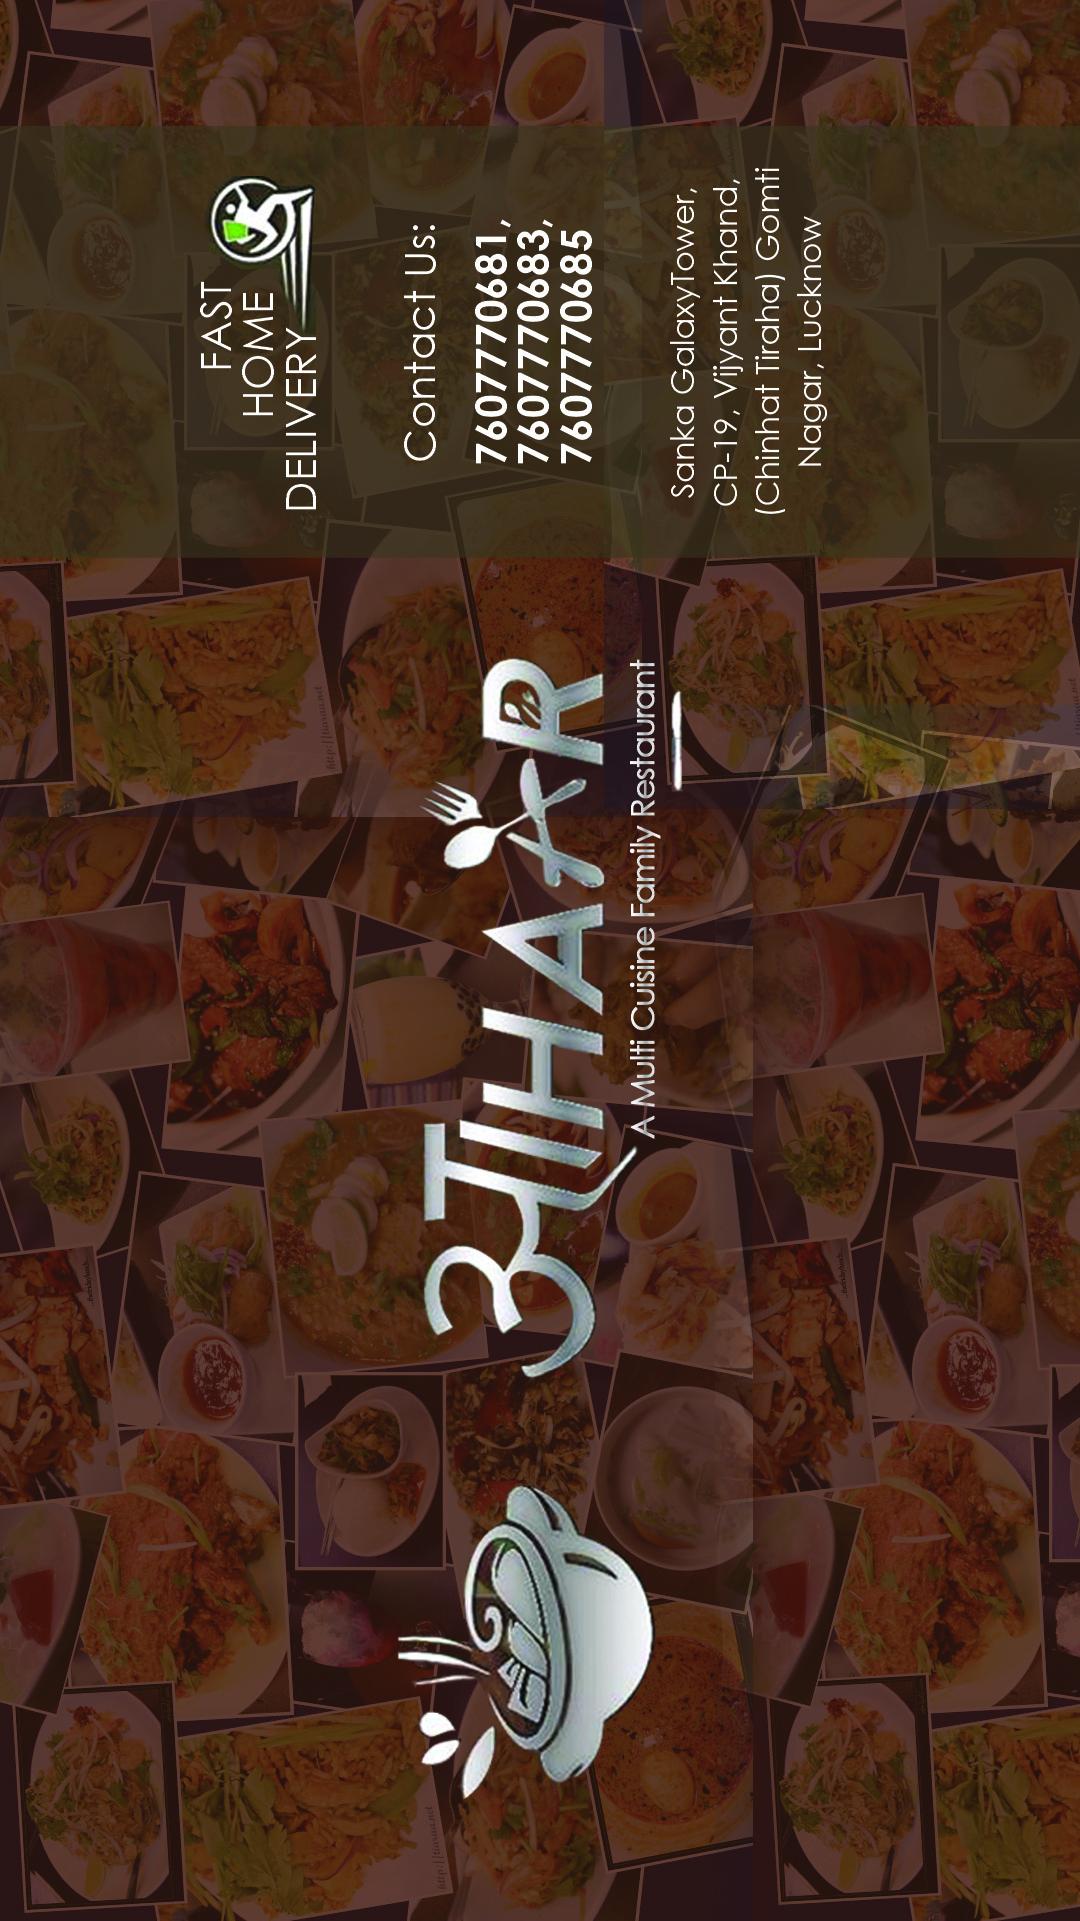 आIHAAR
A Multi Cuisine Family Restaurant
FAST
HOME
DELIVERY
Contact Us:
7607770681,
7607770683,
7607770685
Sanka GalaxyTower,
CP-19, Vijyant Khand,
(Chinhat Tiraha) Gomti
Nagar, Lucknow